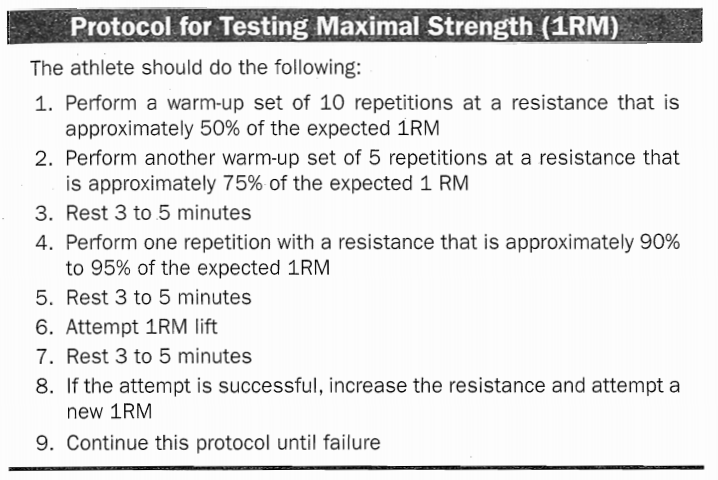 Protocol for Testing Maximal Strength (1RM)
The athlete should do the following:
1. Perform a warm-up set of 10 repetitions at a resistance that is
approximately 50% of the expected 1RM
2. Perform another warm-up set of 5 repetitions at a resistance that
is approximately 75% of the expected 1 RM
3. Rest 3 to 5 minutes
4. Perform one repetition with a resistance that is approximately 90%
to 95% of the expected 1RM
5. Rest 3 to 5 minutes
6. Attempt 1RM lift
7. Rest 3 to 5 minutes
8. If the attempt is successful, increase the resistance and attempt a
new 1RM
9. Continue this protocol until failure